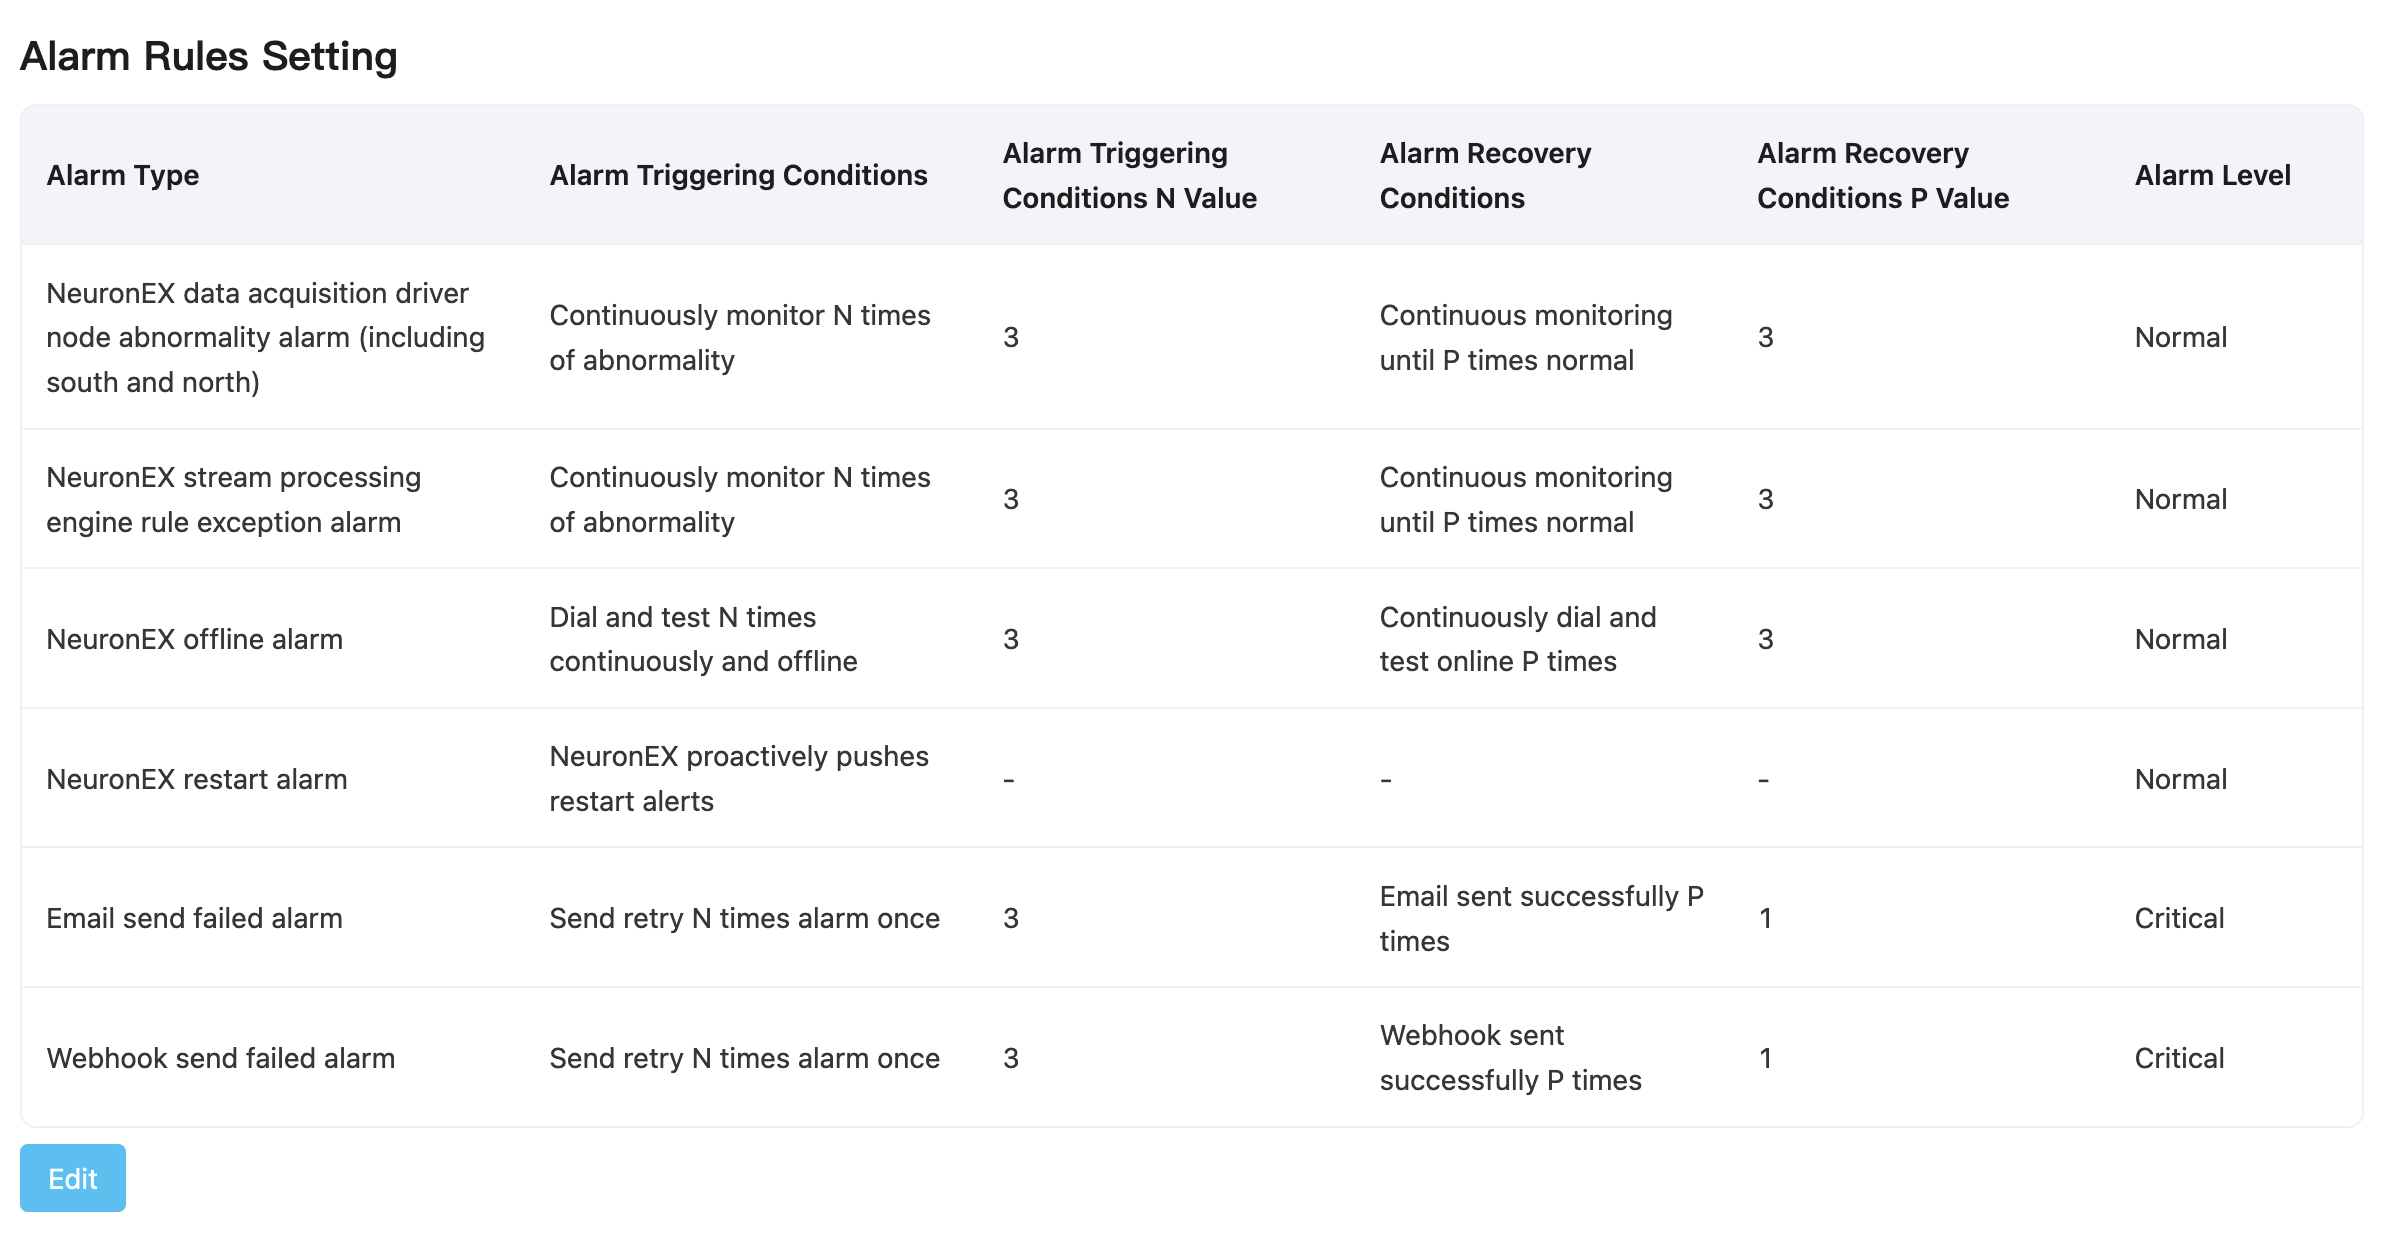 Alarm Rules Setting
Alarm Type
Alarm Triggering Conditions
Alarm Triggering
Conditions N Value
Alarm Recovery
Conditions
Alarm Recovery
Conditions P Value
Alarm Level
NeuronEX data acquisition driver
node abnormality alarm (including
south and north)
Continuously monitor N times
of abnormality
3
Continuous monitoring
until P times normal
3
Normal
NeuronEX stream processing
engine rule exception alarm
Continuously monitor N times
of abnormality
3
Continuous monitoring
until P times normal
3
Normal
NeuronEX offline alarm
Dial and test N times
continuously and offline
3
Continuously dial and
test online P times
3
Normal
NeuronEX restart alarm
NeuronEX proactively pushes
restart alerts
-
-
-
Normal
Email send failed alarm
Send retry N times alarm once
3
Email sent successfully P
times
1
Critical
Webhook send failed alarm
Send retry N times alarm once
3
Webhook sent
successfully P times
1
Critical
Edit